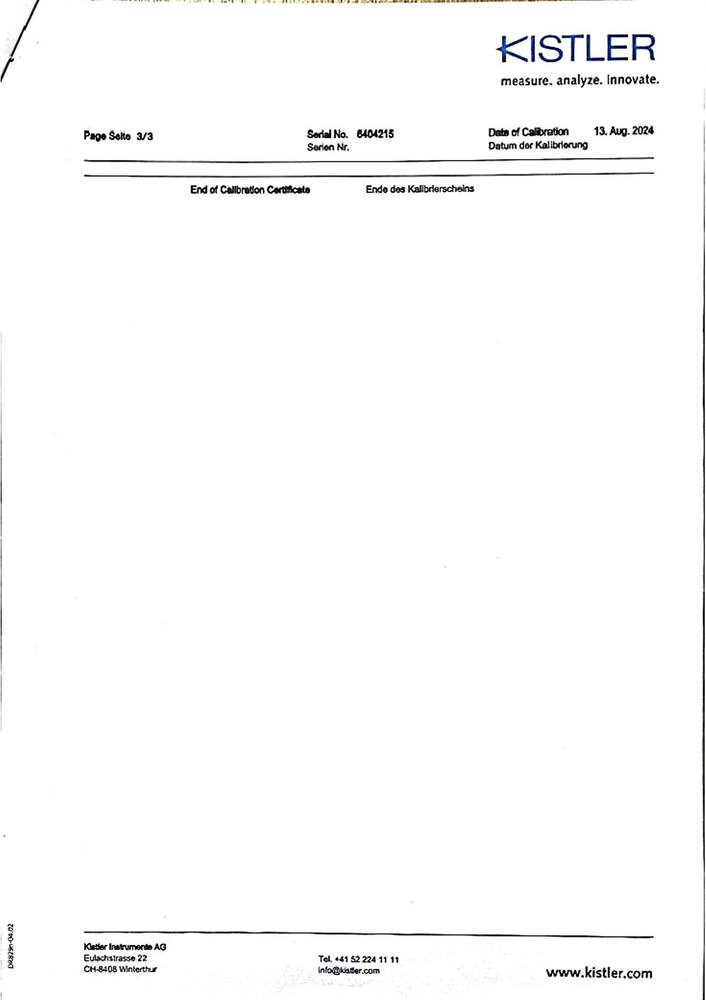 KISTLER
measure. analyze. innovate.
Page Seite 3/3
Serial No. 6404215
Serien Nr.
Date of Calibration 13. Aug. 2024
Datum der Kalibrierung
End of Calibration Certificate Ende des Kalibrierscheins
DR829n-04.02
Kistler Instrumente AG
Eulachstrasse 22
CH-8408 Winterthur
Tel. +41 52 224 11 11
info@kistler.com
www.kistler.com